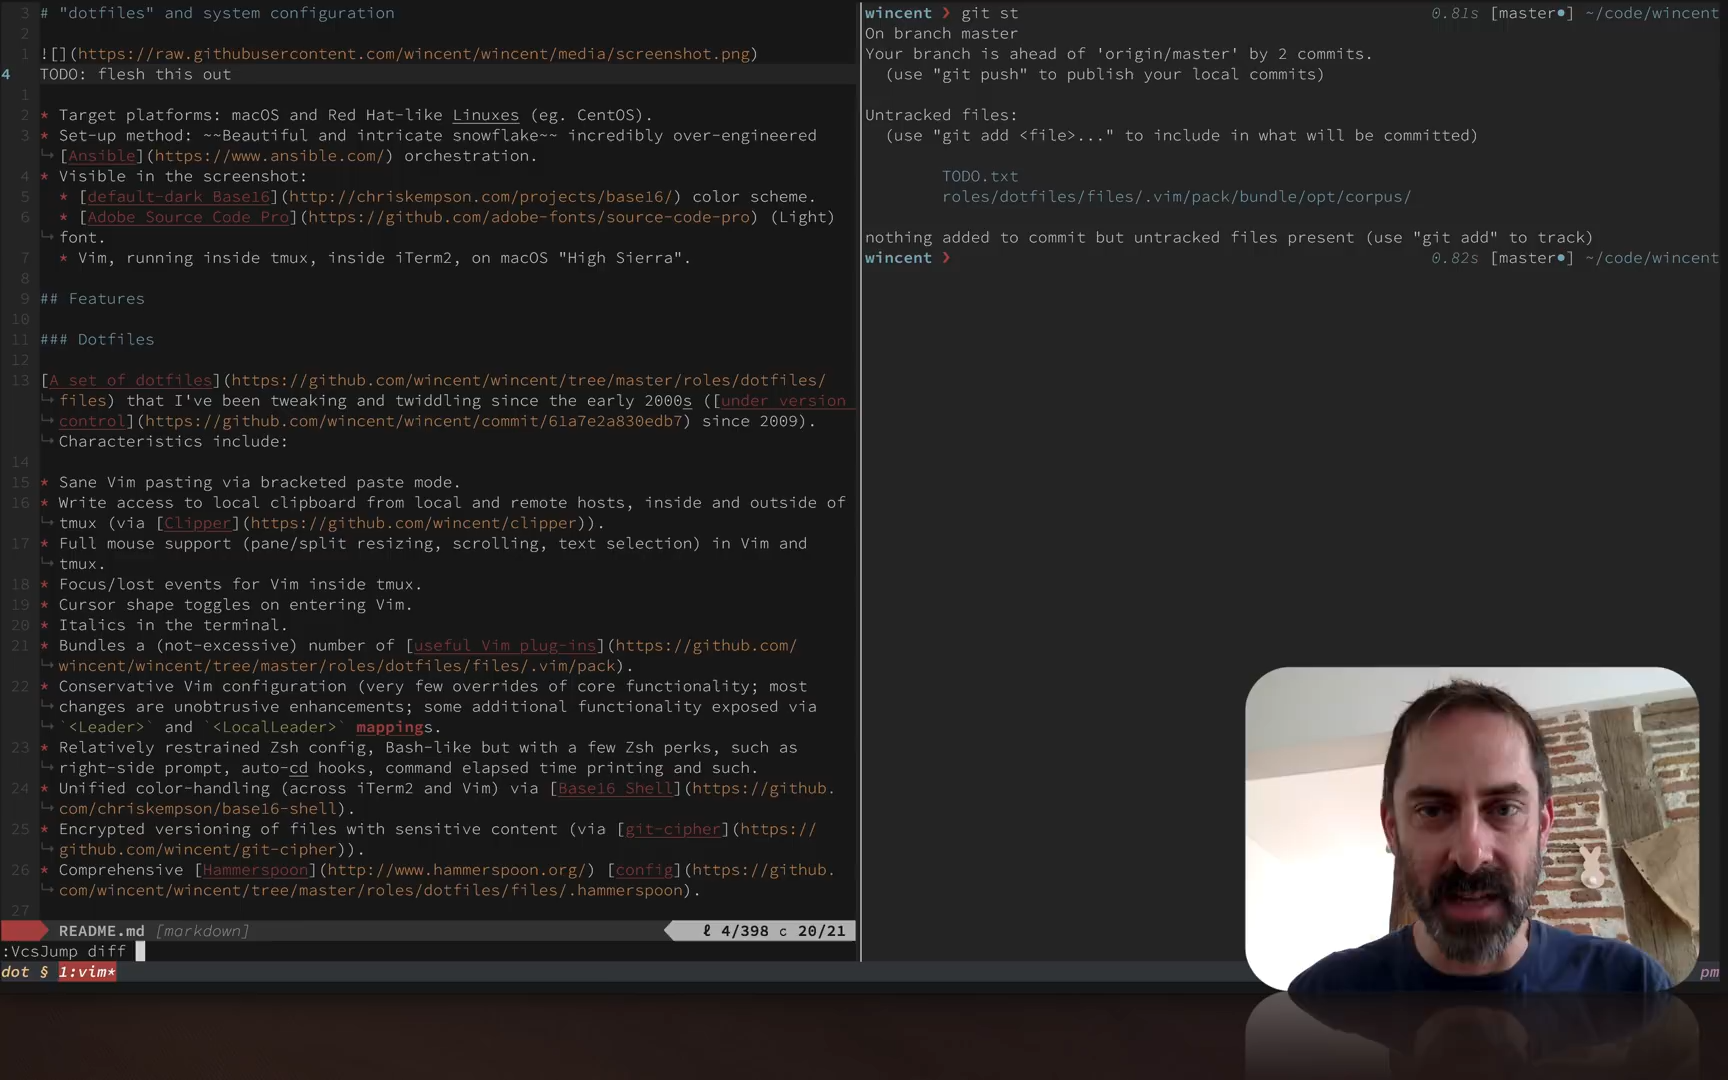 3 # "dotfiles" and system configuration
2
1 ![](https://raw.githubusercontent.com/wincent/wincent/media/screenshot.png)
4 TODO: flesh this out
1
2 * Target platforms: macOS and Red Hat-like Linuxes (eg. CentOS).
3 * Set-up method: ~~Beautiful and intricate snowflake~~ incredibly over-engineered
↪ [Ansible](https://www.ansible.com/) orchestration.
4 * Visible in the screenshot:
5 * [default-dark Base16](http://chriskempson.com/projects/base16/) color scheme.
6 * [Adobe Source Code Pro](https://github.com/adobe-fonts/source-code-pro) (Light)
↪ font.
7 * Vim, running inside tmux, inside iTerm2, on macOS "High Sierra".
8
9 ## Features
10
11 ### Dotfiles
12
13 [A set of dotfiles](https://github.com/wincent/wincent/tree/master/roles/dotfiles/
↪ files) that I've been tweaking and twiddling since the early 2000s ([under version
↪ control](https://github.com/wincent/wincent/commit/61a7e2a830edb7) since 2009).
↪ Characteristics include:
14
15 * Sane Vim pasting via bracketed paste mode.
16 * Write access to local clipboard from local and remote hosts, inside and outside of
↪ tmux (via [Clipper](https://github.com/wincent/clipper)).
17 * Full mouse support (pane/split resizing, scrolling, text selection) in Vim and
↪ tmux.
18 * Focus/lost events for Vim inside tmux.
19 * Cursor shape toggles on entering Vim.
20 * Italics in the terminal.
21 * Bundles a (not-excessive) number of [useful Vim plug-ins](https://github.com/
↪ wincent/wincent/tree/master/roles/dotfiles/files/.vim/pack).
22 * Conservative Vim configuration (very few overrides of core functionality; most
↪ changes are unobtrusive enhancements; some additional functionality exposed via
↪ `<Leader>` and `<LocalLeader>` mappings.
23 * Relatively restrained Zsh config, Bash-like but with a few Zsh perks, such as
↪ right-side prompt, auto-cd hooks, command elapsed time printing and such.
24 * Unified color-handling (across iTerm2 and Vim) via [Base16 Shell](https://github.
↪ com/chriskempson/base16-shell).
25 * Encrypted versioning of files with sensitive content (via [git-cipher](https://
↪ github.com/wincent/git-cipher)).
26 * Comprehensive [Hammerspoon](http://www.hammerspoon.org/) [config](https://github.
↪ com/wincent/wincent/tree/master/roles/dotfiles/files/.hammerspoon).
27
README.md [markdown] ℓ 4/398 c 20/21
:VcsJump diff
dot § 1:vim* pm
wincent ❯ git st 0.81s [master●] ~/code/wincent
On branch master
Your branch is ahead of 'origin/master' by 2 commits.
(use "git push" to publish your local commits)
Untracked files:
(use "git add <file>..." to include in what will be committed)
TODO.txt
roles/dotfiles/files/.vim/pack/bundle/opt/corpus/
nothing added to commit but untracked files present (use "git add" to track)
wincent ❯ 0.82s [master●] ~/code/wincent